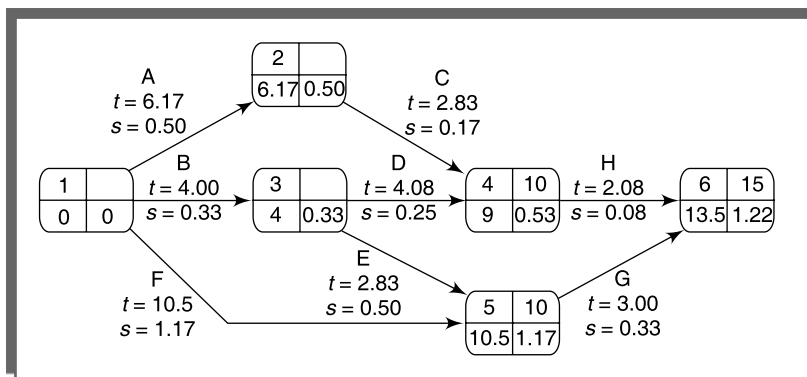 A
t = 6.17
s = 0.50
2
6.17 0.50
C
t = 2.83
s = 0.17
1
0 0
B
t = 4.00
s = 0.33
3
4 0.33
D
t = 4.08
s = 0.25
4 10
9 0.53
H
t = 2.08
s = 0.08
6 15
13.5 1.22
F
t = 10.5
s = 1.17
E
t = 2.83
s = 0.50
5 10
10.5 1.17
G
t = 3.00
s = 0.33